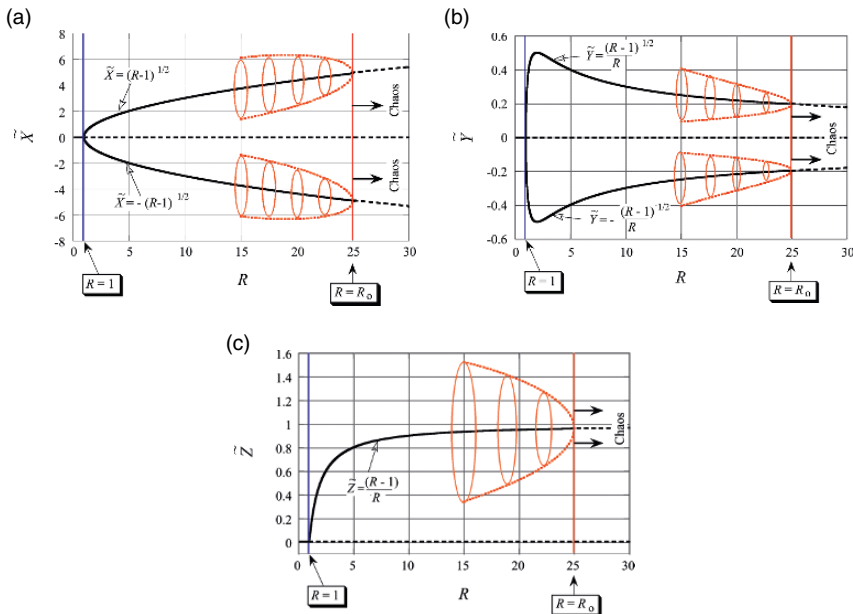 (a)
8
6
4
2
0
-2
-4
-6
-8
X̃
X̃ = (R-1) 1/2
X̃ = - (R-1) 1/2
Chaos
Chaos
0 5 10 15 20 25 30
R = 1
R
R = Ro
(b)
0.6
0.4
0.2
0.2
-0.2
-0.4
-0.6
Ỹ
Ỹ = (R - 1) 1/2
R
Ỹ = - (R - 1) 1/2
R
Chaos
0 5 10 15 20 25 30
R = 1
R
R = Ro
(c)
1.6
1.4
1.2
1
0.8
0.6
0.4
0.2
0
Z̃
Z̃ = (R - 1)
R
Chaos
0 5 10 15 20 25 30
R = 1
R
R = Ro